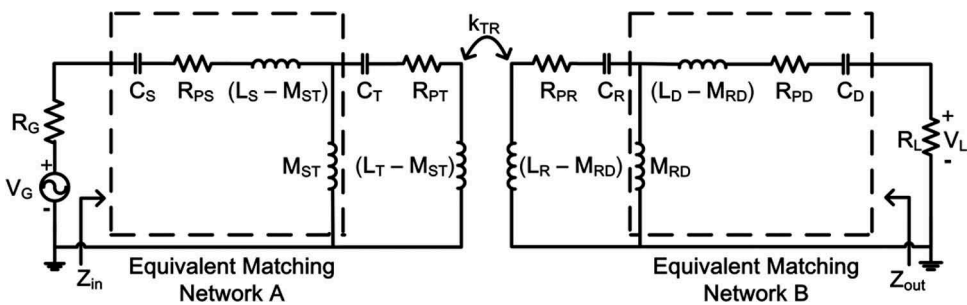 k_TR
C_S R_PS (L_S – M_ST) C_T R_PT
R_PR C_R (L_D – M_RD) R_PD C_D
R_G
+
V_G
-
M_ST (L_T – M_ST)
(L_R – M_RD) M_RD
R_L
+
V_L
-
Z_in
Equivalent Matching
Network A
Equivalent Matching
Network B
Z_out